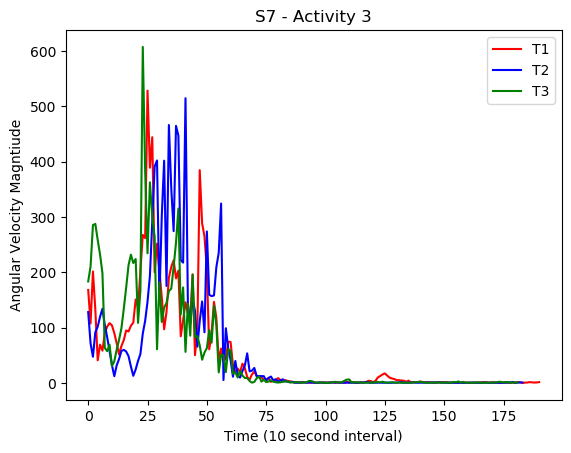 S7 - Activity 3
T1
T2
T3
Angular Velocity Magntiude
600
500
400
300
200
100
0
0 25 50 75 100 125 150 175
Time (10 second interval)